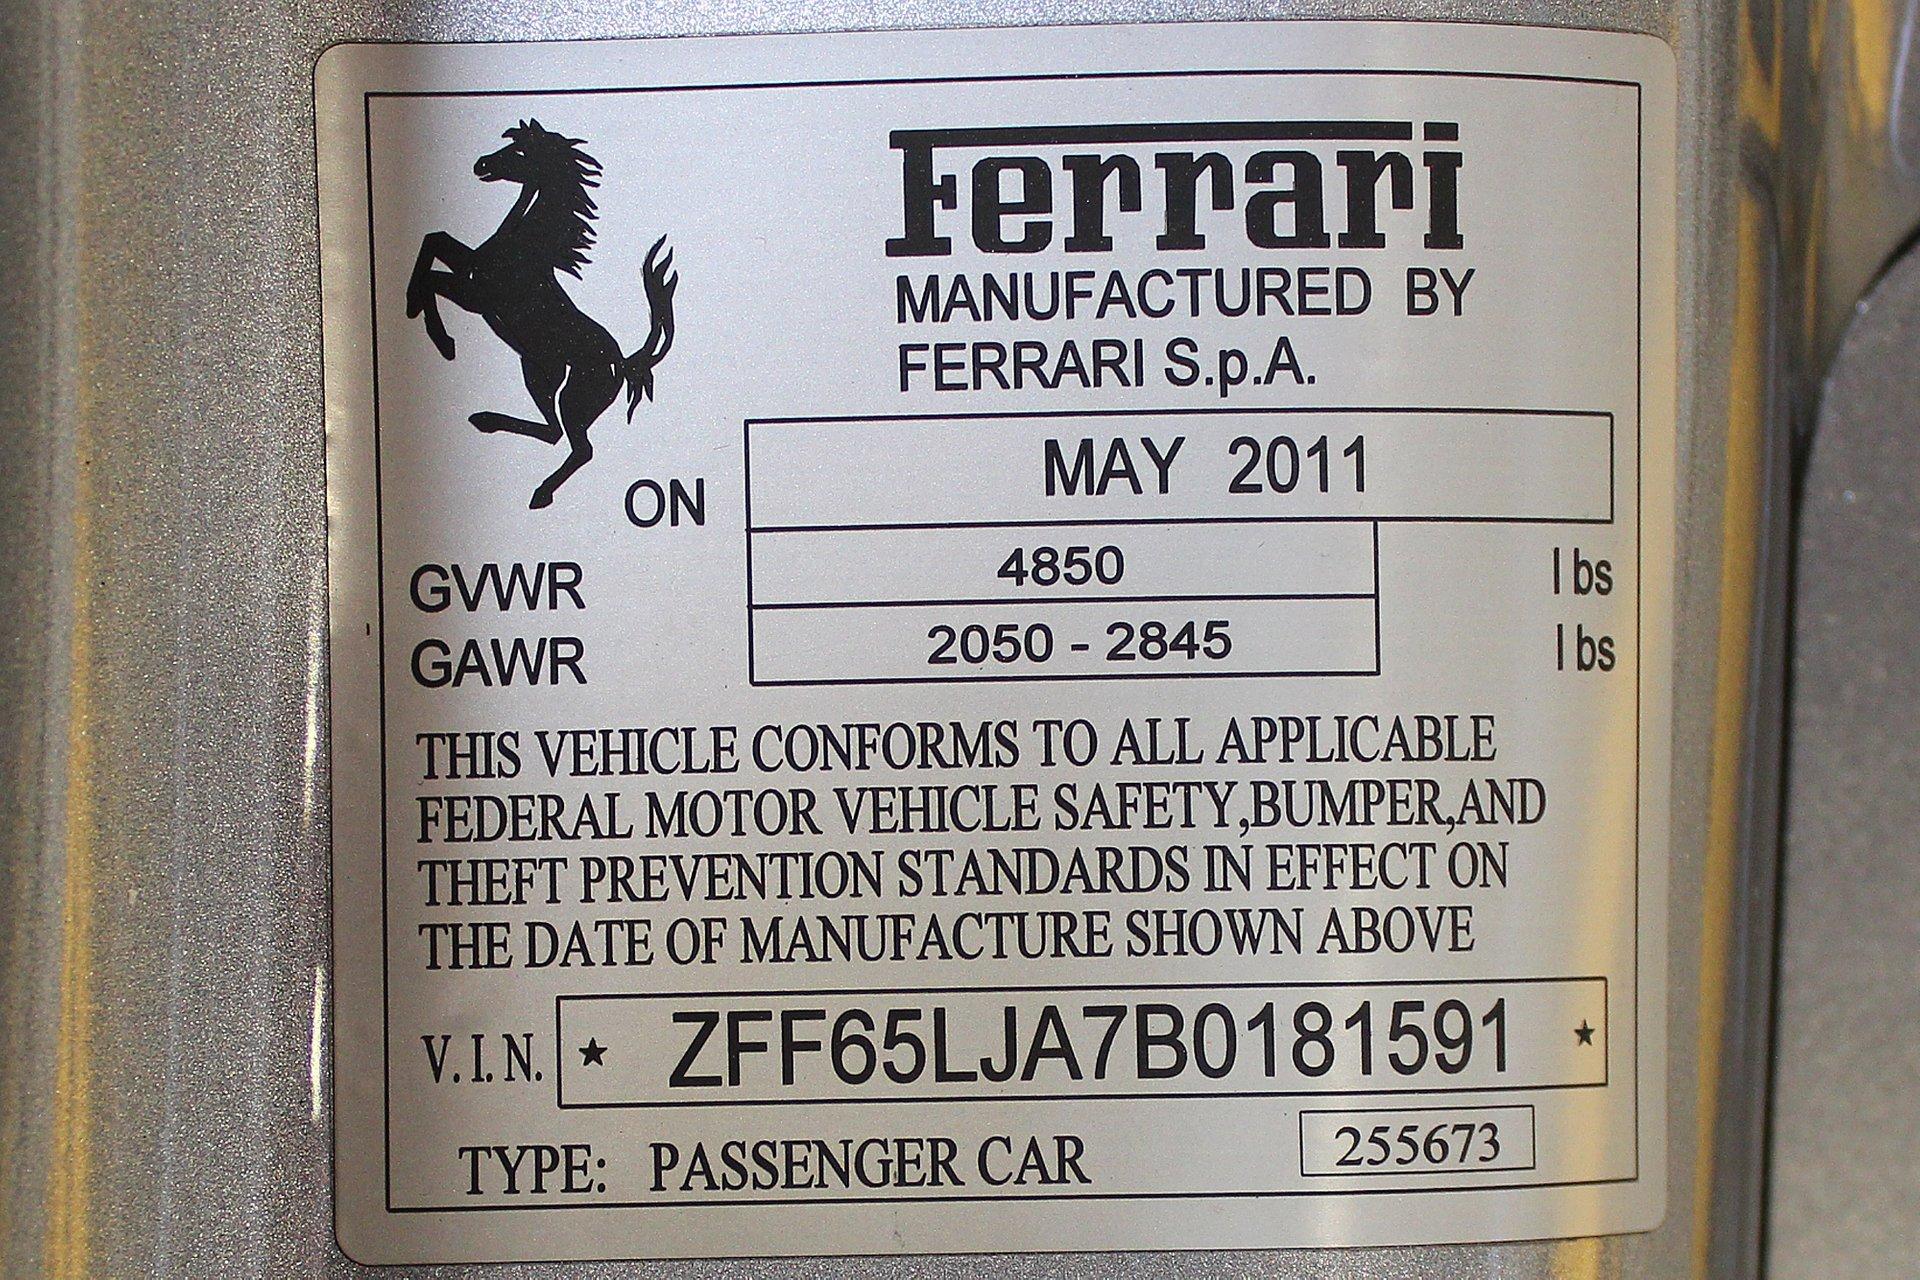 Ferrari
MANUFACTURED BY
FERRARI S.p.A.
ON MAY 2011
GVWR 4850 lbs
GAWR 2050 - 2845 lbs
THIS VEHICLE CONFORMS TO ALL APPLICABLE
FEDERAL MOTOR VEHICLE SAFETY,BUMPER,AND
THEFT PREVENTION STANDARDS IN EFFECT ON
THE DATE OF MANUFACTURE SHOWN ABOVE
V.I.N. ★ ZFF65LJA7B0181591 ★
TYPE: PASSENGER CAR 255673